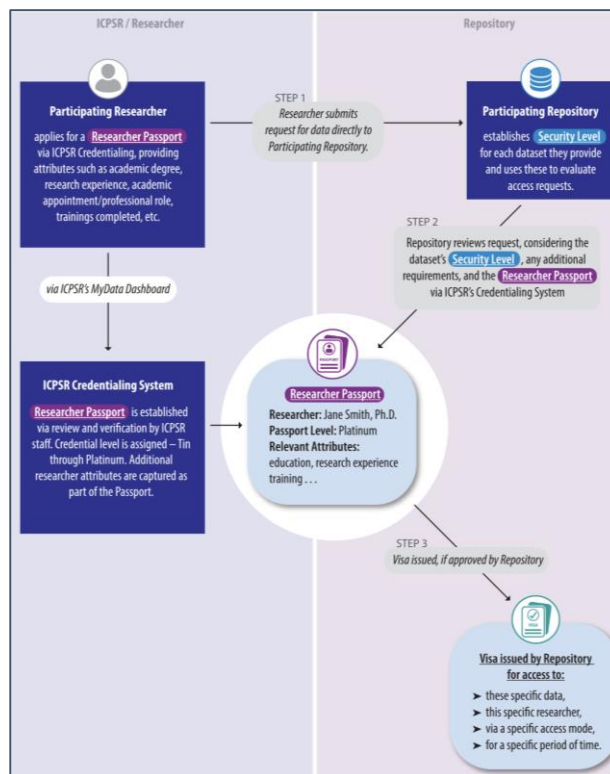 ICPSR / Researcher
Repository
Participating Researcher
applies for a Researcher Passport
via ICPSR Credentialing, providing
attributes such as academic degree,
research experience, academic
appointment/professional role,
trainings completed, etc.
STEP 1
Researcher submits
request for data directly to
Participating Repository.
Participating Repository
establishes Security Level
for each dataset they provide
and uses these to evaluate
access requests.
STEP 2
Repository reviews request, considering the
dataset's Security Level, any additional
requirements, and the Researcher Passport
via ICPSR's Credentialing System
via ICPSR's MyData Dashboard
ICPSR Credentialing System
Researcher Passport is established
via review and verification by ICPSR
staff. Credential level is assigned – Tin
through Platinum. Additional
researcher attributes are captured as
part of the Passport.
PASSPORT
Researcher Passport
Researcher: Jane Smith, Ph.D.
Passport Level: Platinum
Relevant Attributes:
education, research experience
training . . .
STEP 3
Visa issued, if approved by Repository
VISA
Visa issued by Repository
for access to:
➤ these specific data,
➤ this specific researcher,
➤ via a specific access mode,
➤ for a specific period of time.